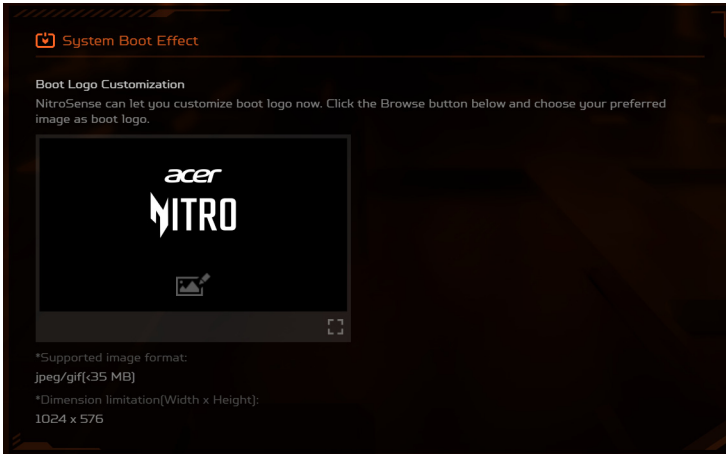 System Boot Effect
Boot Logo Customization
NitroSense can let you customize boot logo now. Click the Browse button below and choose your preferred
image as boot logo.
acer
NITRO
*Supported image format:
jpeg/gif(<35 MB)
*Dimension limitation(Width x Height):
1024 x 576